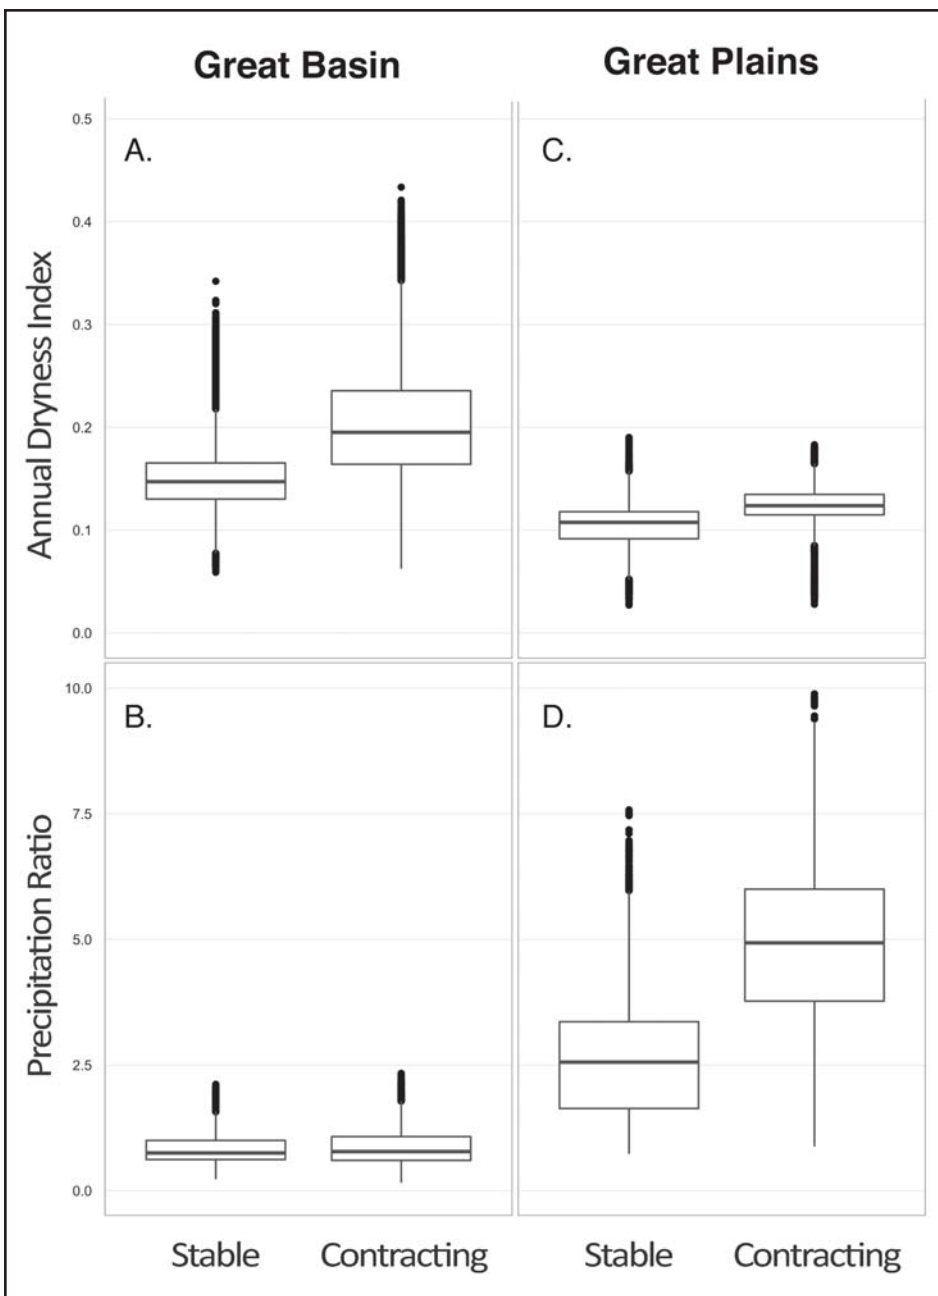 Great Basin
Great Plains
Annual Dryness Index
0.5
0.4
0.3
0.2
0.1
0.0
A.
C.
Precipitation Ratio
10.0
7.5
5.0
2.5
0.0
B.
D.
Stable
Contracting
Stable
Contracting